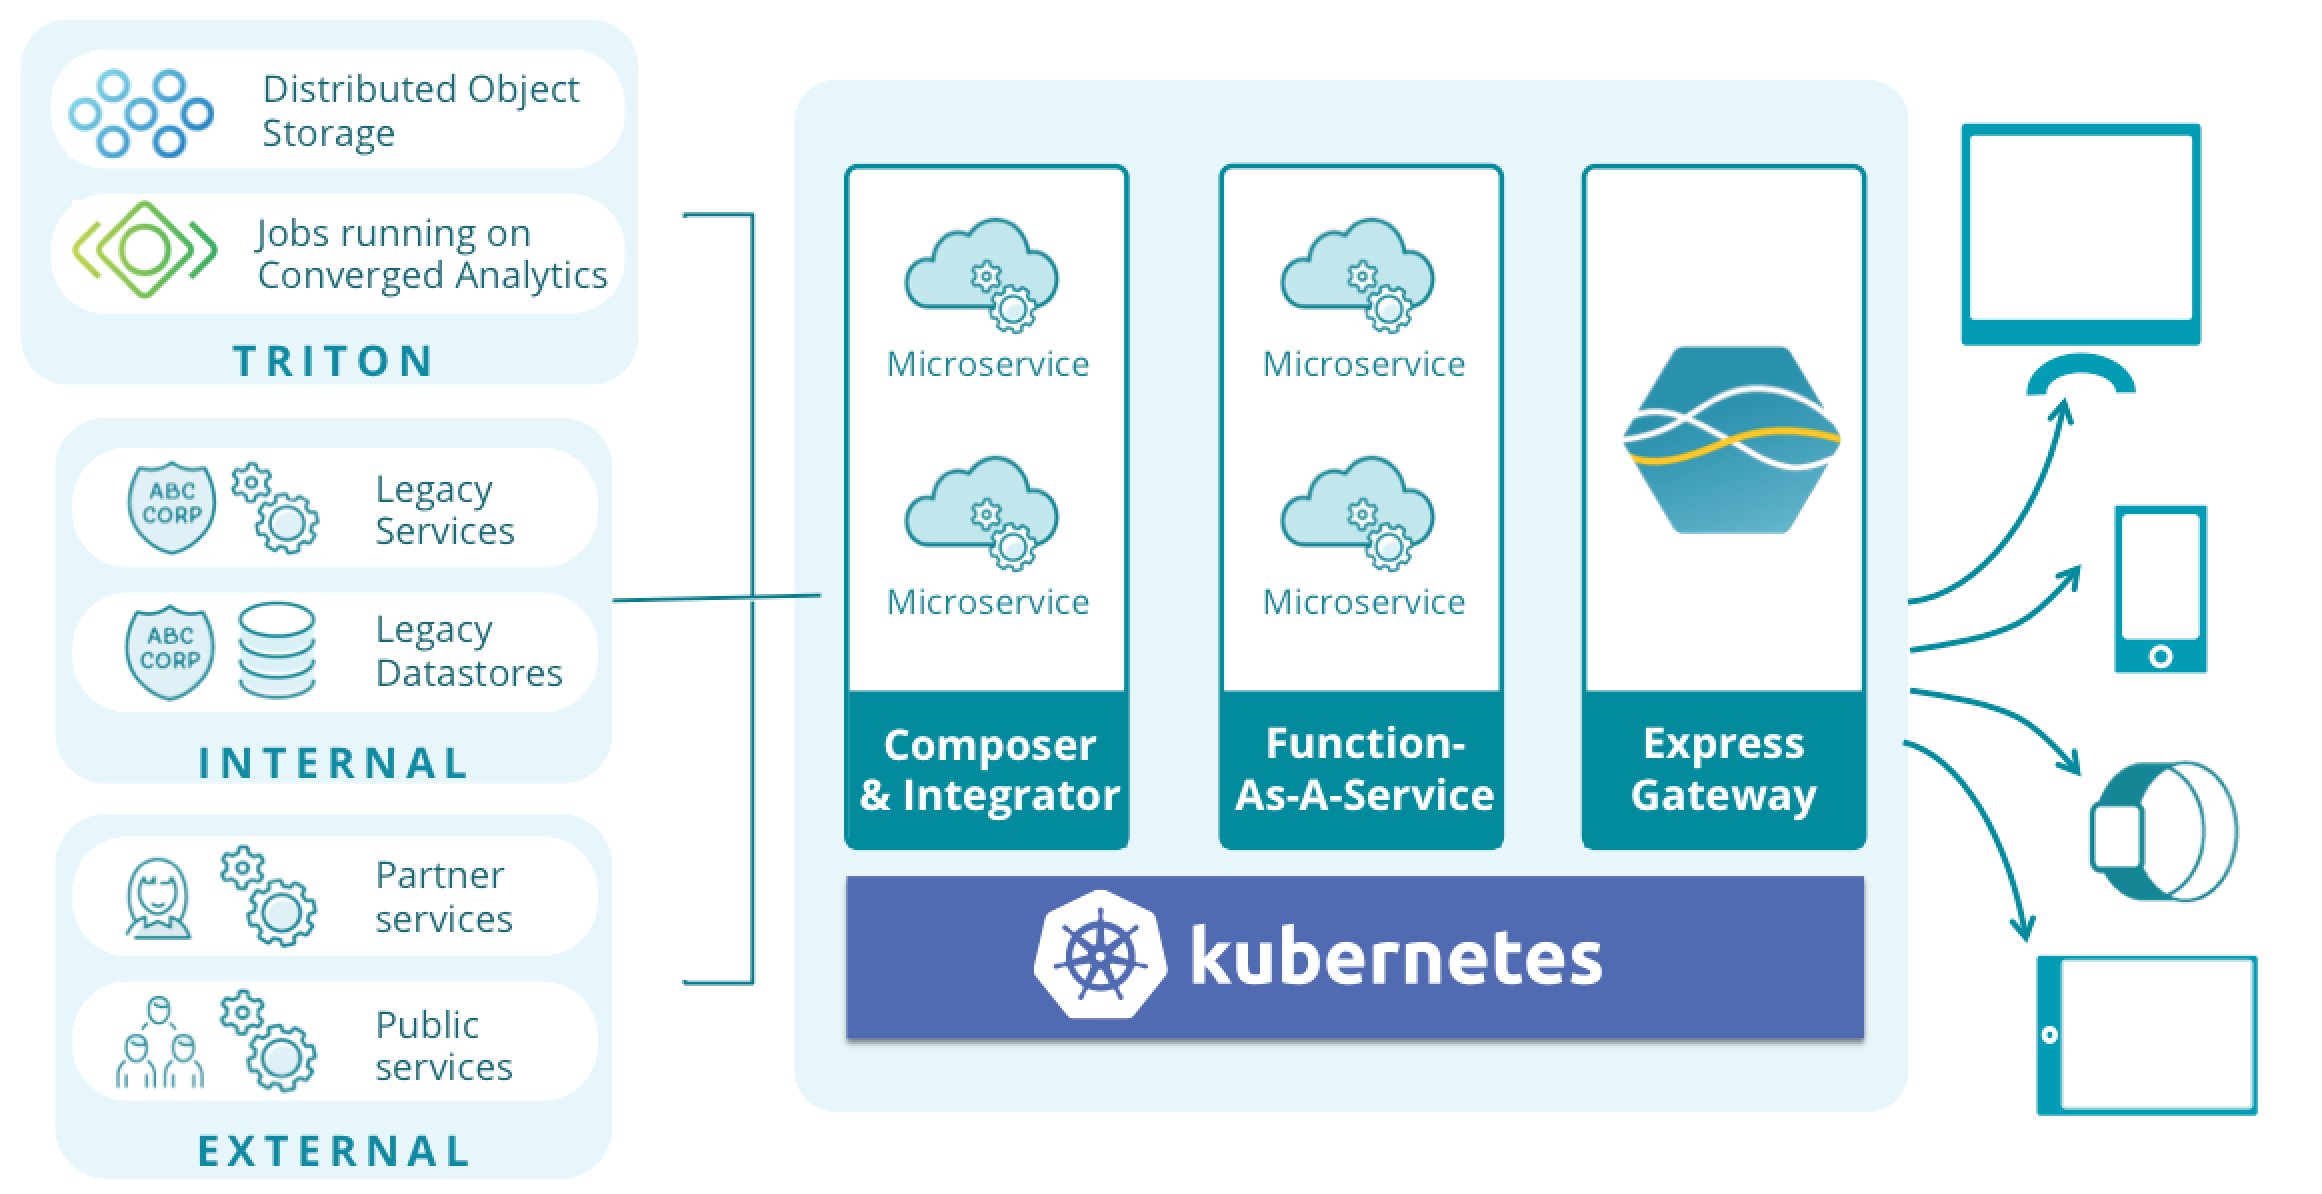 Distributed Object
Storage
Jobs running on
Converged Analytics
TRITON
ABC
CORP
Legacy
Services
ABC
CORP
Legacy
Datastores
INTERNAL
Partner
services
Public
services
EXTERNAL
Microservice
Microservice
Composer
& Integrator
Microservice
Microservice
Function-
As-A-Service
Express
Gateway
kubernetes